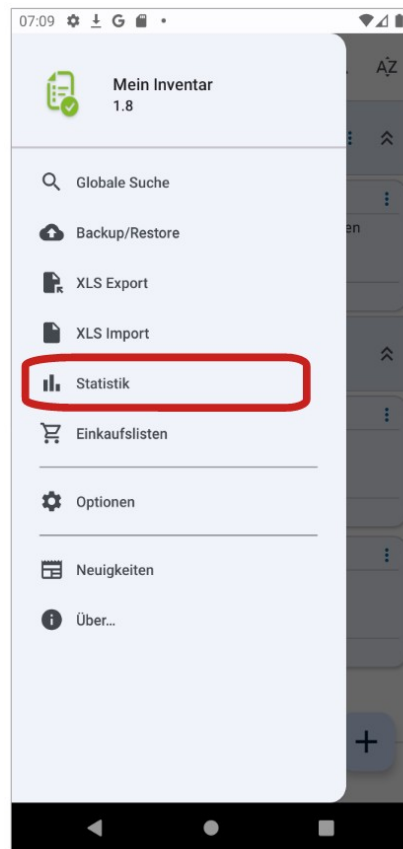 07:09 G
Mein Inventar
1.8
AZ
Globale Suche
Backup/Restore
en
XLS Export
XLS Import
Statistik
Einkaufslisten
Optionen
Neuigkeiten
Über...